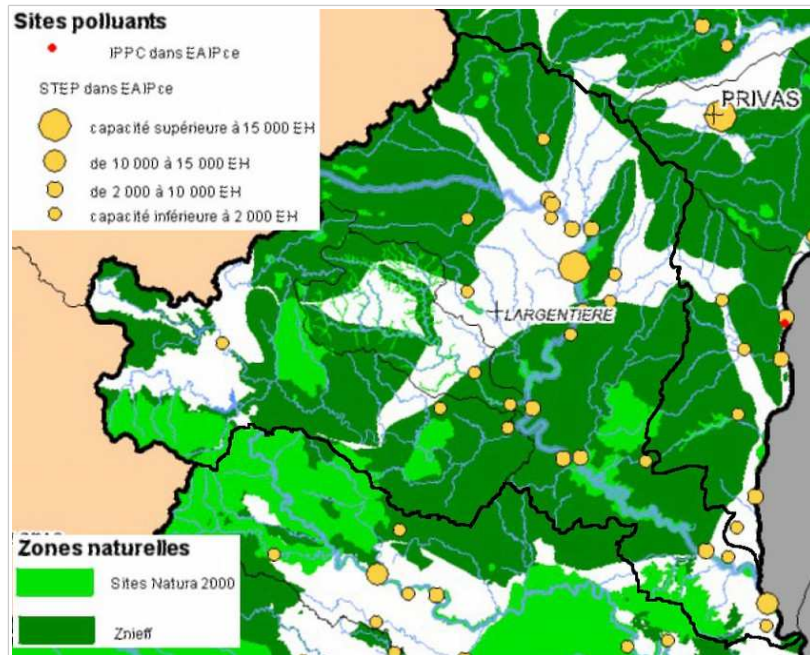 Sites polluants
IPPC dans EAIPce
STEP dans EAIPce
capacité supérieure à 15 000 EH
de 10 000 à 15 000 EH
de 2 000 à 10 000 EH
capacité inférieure à 2 000 EH
PRIVAS
LARGENTIERE
Zones naturelles
Sites Natura 2000
Znieff